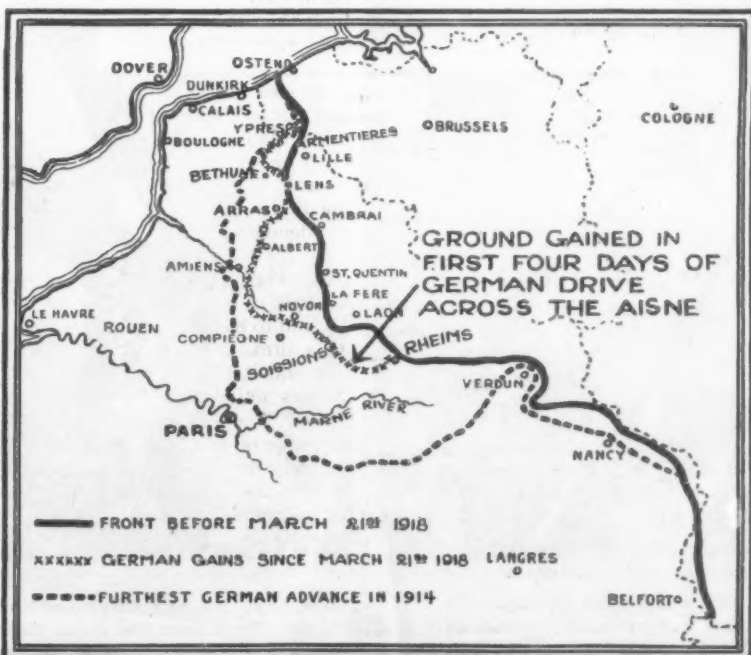 OSTEND
DOVER
DUNKIRK
COLOGNE
CALAIS
YPRES
ARMENTIERES
BRUSSELS
BOULOGNE
LILLE
BETHUNE
LENS
ARRAS
CAMBRAI
ALBERT
GROUND GAINED IN
FIRST FOUR DAYS OF
GERMAN DRIVE
ACROSS THE AISNE
AMIENS
ST. QUENTIN
LA FERE
LE HAVRE
ROUEN
NOYON
LAON
COMPIEGNE
SOISSIONS
RHEIMS
VERDUN
MARNE RIVER
PARIS
NANCY
FRONT BEFORE MARCH 21ST 1918
GERMAN GAINS SINCE MARCH 21ST 1918
LANGRES
FURTHEST GERMAN ADVANCE IN 1914
BELFORT